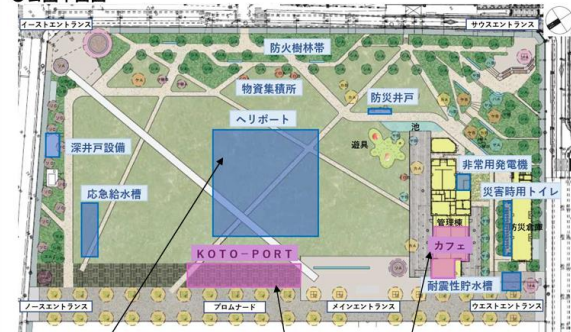 イーストエントランス
サウスエントランス
防火樹林帯
物資集積所
防災井戸
ヘリポート
池
遊具
深井戸設備
非常用発電機
応急給水槽
災害時用トイレ
管理棟
防災倉庫
カフェ
KOTO-PORT
耐震性貯水槽
ノースエントランス
プロムナード
メインエントランス
ウエストエントランス